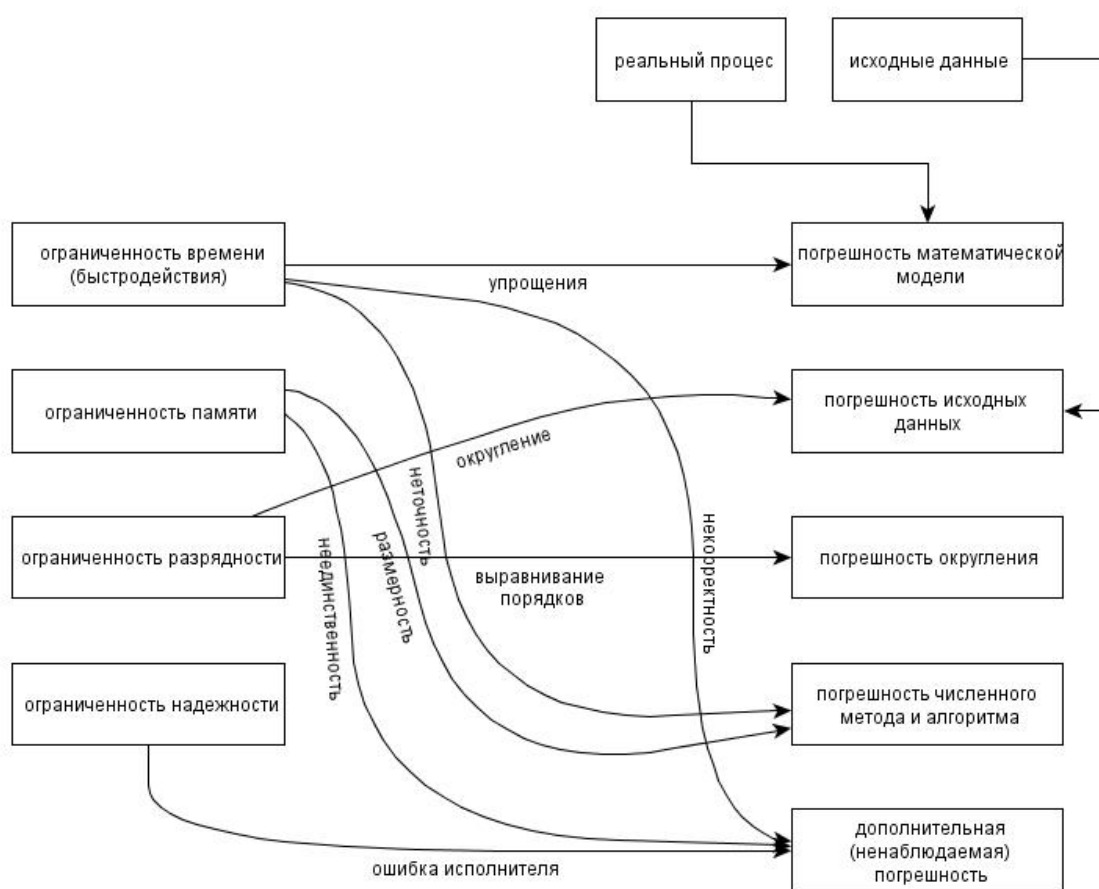 реальный процес
исходные данные
ограниченность времени
(быстродействия)
упрощения
погрешность математической
модели
ограниченность памяти
погрешность исходных
данных
округление
неточность
ограниченность разрядности
выравнивание
порядков
погрешность округления
неединственность
размерность
некорректность
ограниченность надежности
погрешность численного
метода и алгоритма
ошибка исполнителя
дополнительная
(ненаблюдаемая)
погрешность